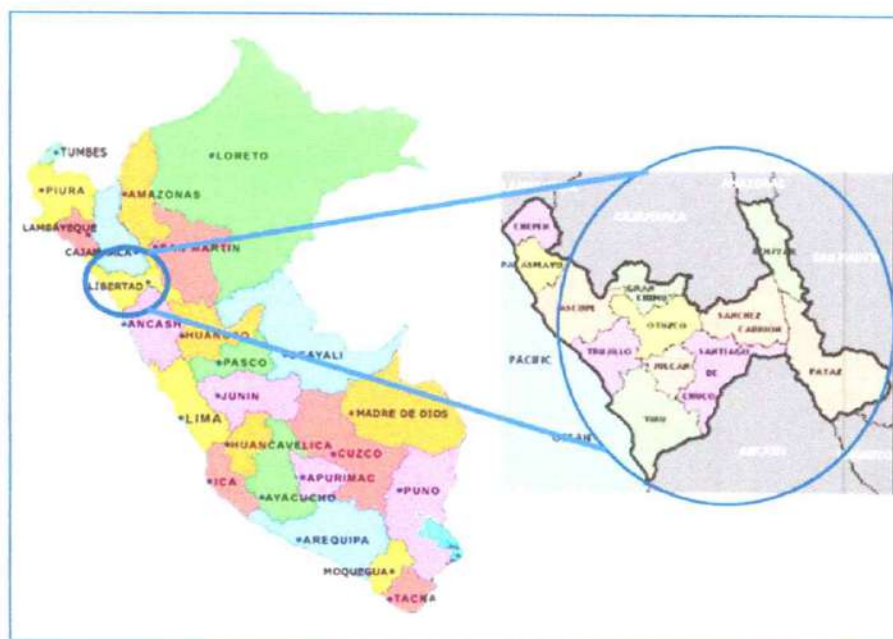 TUMBES
LORETO
PIURA
AMAZONAS
LAMBAYEQUE
MARTIN
CAJAMARCA
LIBERTAD
ANCASH
HUANUCO
UCAYALI
PASCO
JUNIN
LIMA
MADRE DE DIOS
HUANCAVELICA
CUZCO
ICA
APURIMAC
PUNO
AYACUCHO
AREQUIPA
MOQUEGUA
TACNA
CAJAMARCA
CHEPEN
BOLIVAR
PACASMAYO
GRAN
CHIMU
ASCOPE
SANCHEZ
CARRION
OTUZCO
TRUJILLO
SANTIAGO
DE
CHUCO
PACIFIC
JULCAN
PATAZ
VIRU
OCEAN
ANCASH